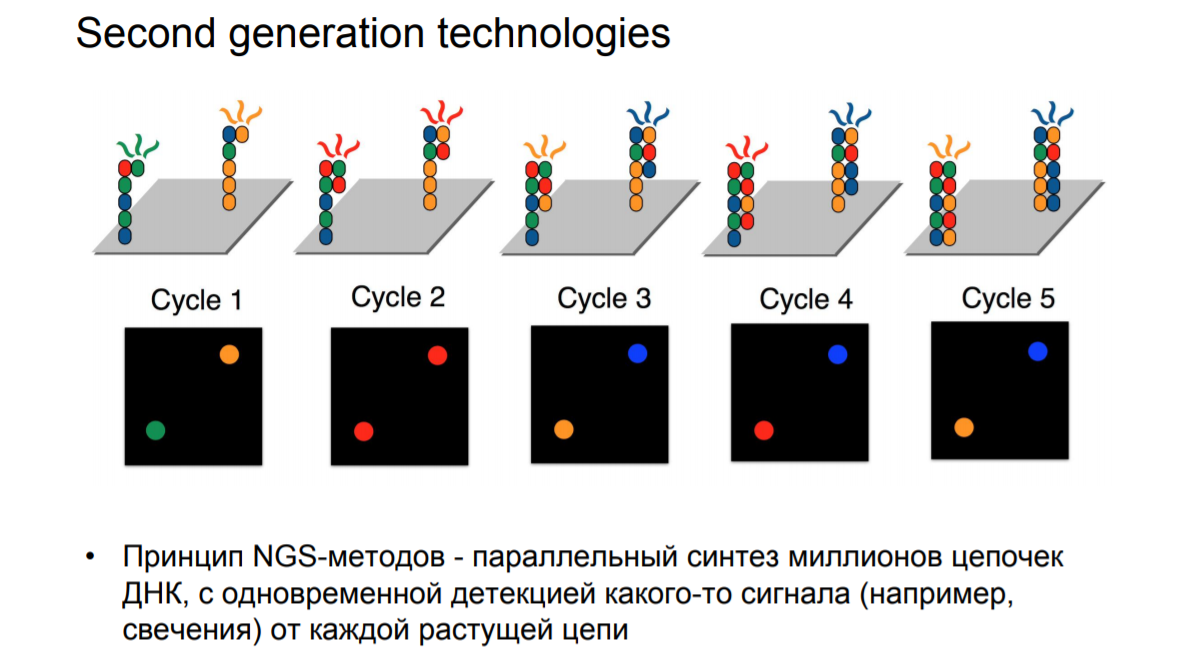 Second generation technologies
Cycle 1
Cycle 2
Cycle 3
Cycle 4
Cycle 5
• Принцип NGS-методов - параллельный синтез миллионов цепочек
ДНК, с одновременной детекцией какого-то сигнала (например,
свечения) от каждой растущей цепи